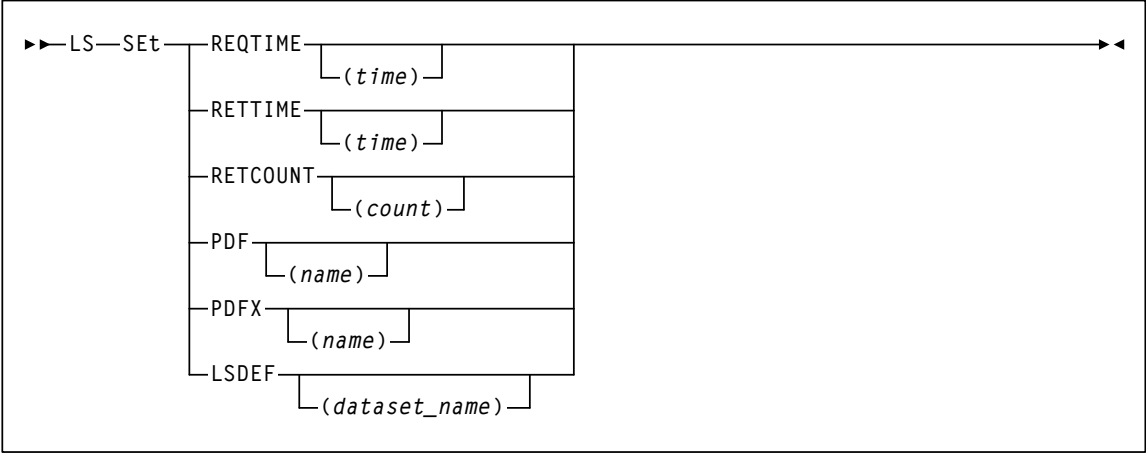 LS SEt REQTIME
(time)
RETTIME
(time)
RETCOUNT
(count)
PDF
(name)
PDFX
(name)
LSDEF
(dataset_name)